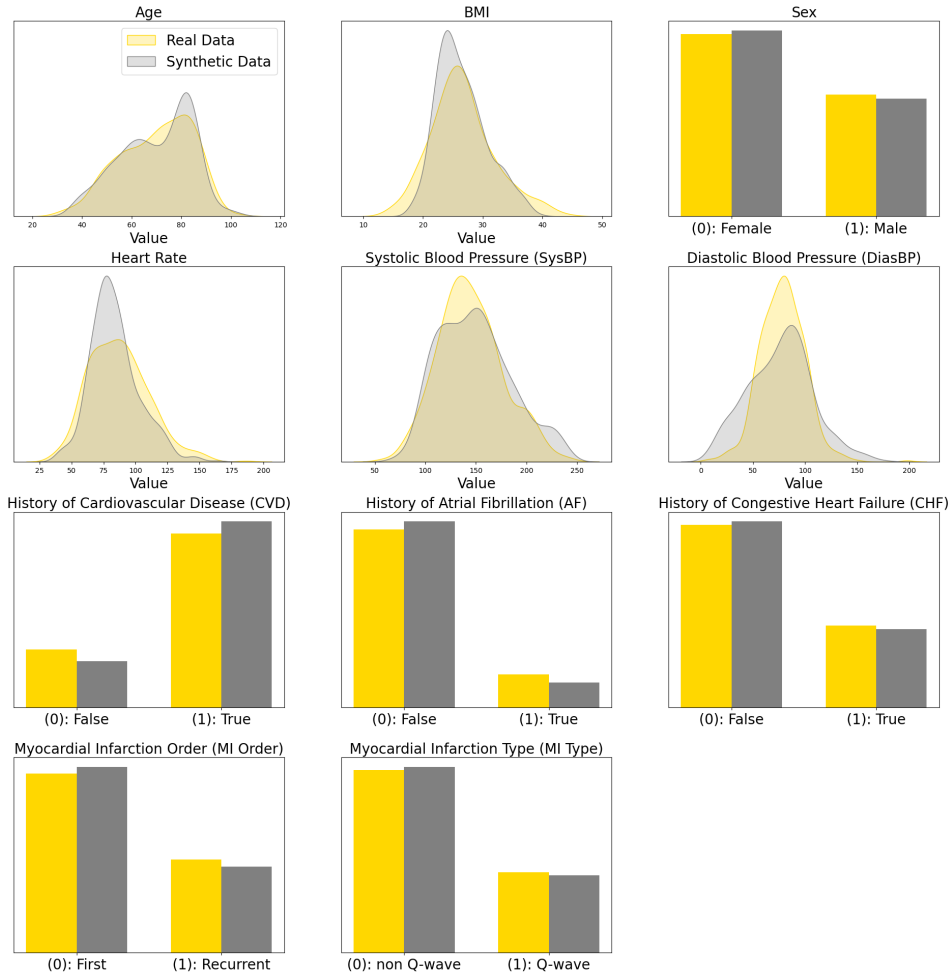 Age
BMI
Sex
Real Data
Synthetic Data
20 40 60 80 100 120
Value
10 20 30 40 50
Value
(0): Female (1): Male
Heart Rate
Systolic Blood Pressure (SysBP)
Diastolic Blood Pressure (DiasBP)
25 50 75 100 125 150 175 200
Value
50 100 150 200 250
Value
0 50 100 150 200
Value
History of Cardiovascular Disease (CVD)
History of Atrial Fibrillation (AF)
History of Congestive Heart Failure (CHF)
(0): False (1): True
(0): False (1): True
(0): False (1): True
Myocardial Infarction Order (MI Order)
Myocardial Infarction Type (MI Type)
(0): First (1): Recurrent
(0): non Q-wave (1): Q-wave